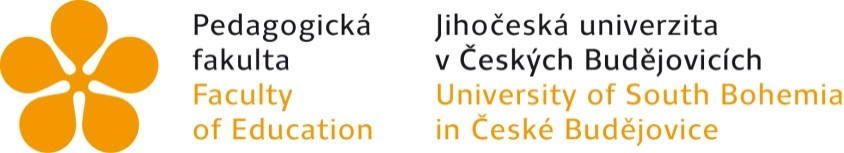 Pedagogická
fakulta
Faculty
of Education
Jihočeská univerzita
v Českých Budějovicích
University of South Bohemia
in České Budějovice